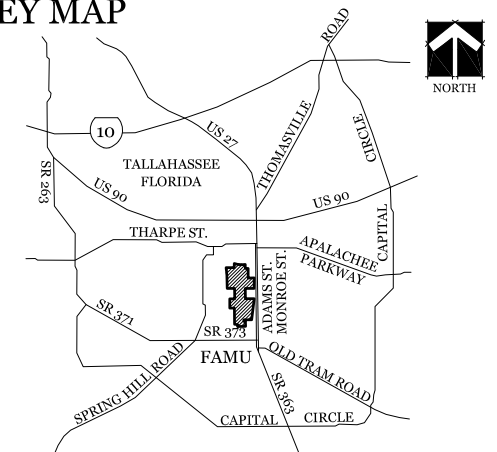 EY MAP
ROAD
NORTH
10
US 27
THOMASVILLE
CIRCLE
TALLAHASSEE
FLORIDA
SR 263
US 90
US 90
CAPITAL
THARPE ST.
APALACHEE
PARKWAY
ADAMS ST.
MONROE ST.
SR 371
SR 373
FAMU
OLD TRAM ROAD
SPRING HILL ROAD
SR 363
CAPITAL CIRCLE